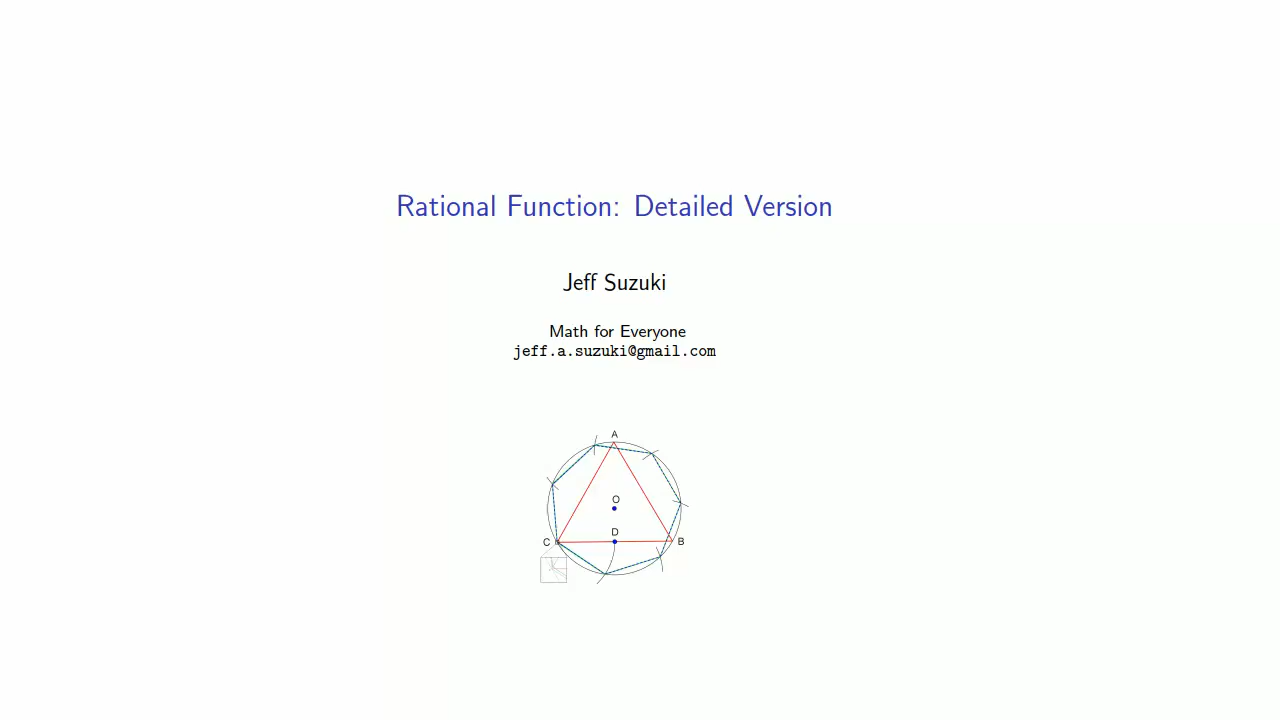 Rational Function: Detailed Version
Jeff Suzuki
Math for Everyone
jeff.a.suzuki@gmail.com
A
O
D
C
B